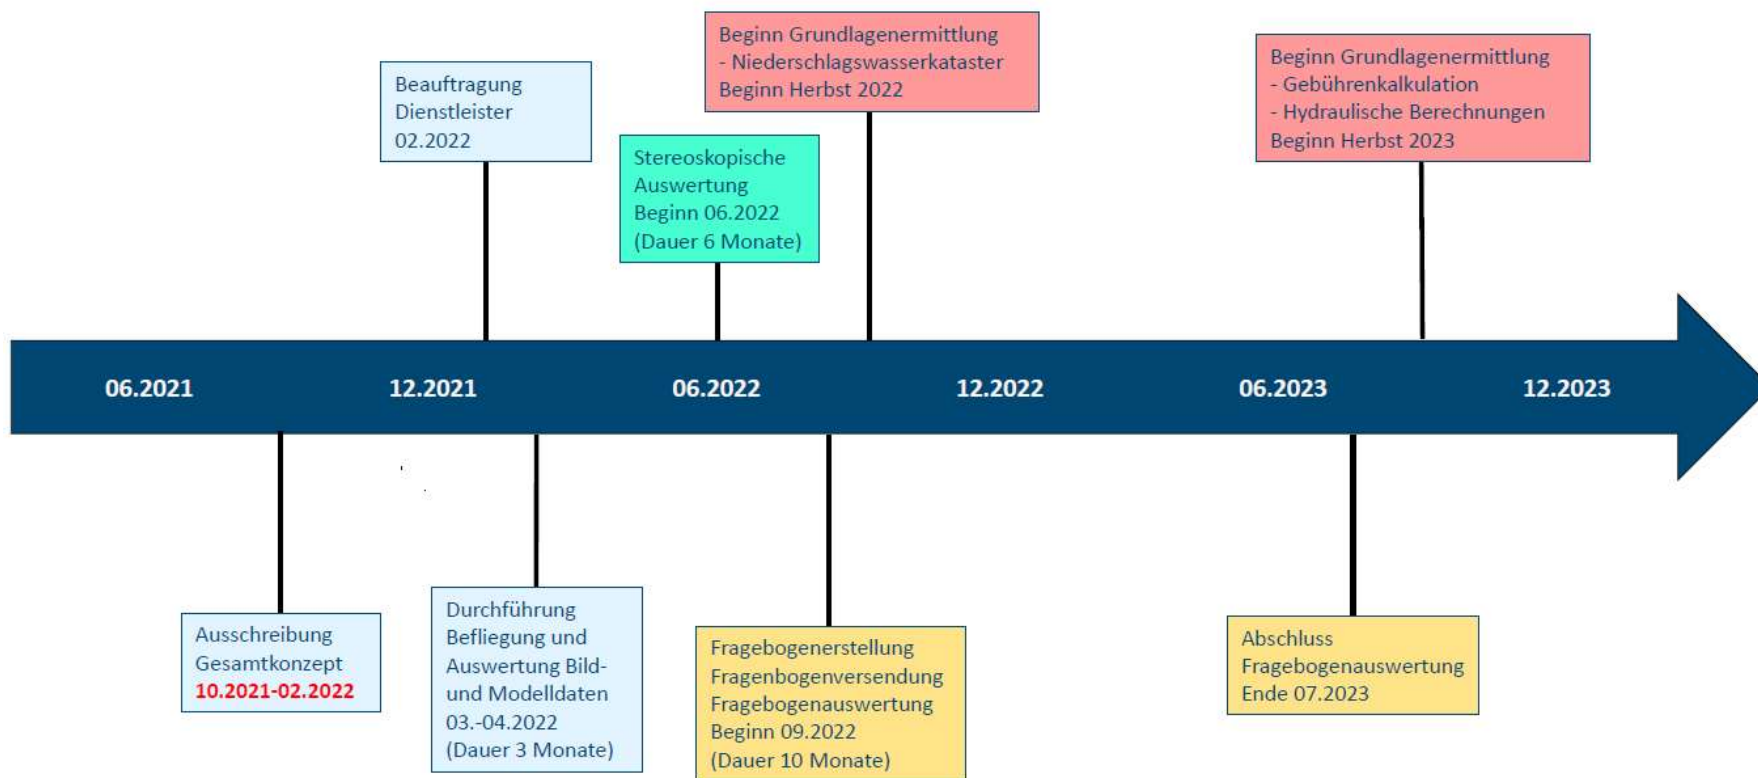 Beginn Grundlagenermittlung
- Niederschlagswasserkataster
Beginn Herbst 2022
Beginn Grundlagenermittlung
- Gebührenkalkulation
- Hydraulische Berechnungen
Beginn Herbst 2023
Beauftragung
Dienstleister
02.2022
Stereoskopische
Auswertung
Beginn 06.2022
(Dauer 6 Monate)
06.2021
12.2021
06.2022
12.2022
06.2023
12.2023
Ausschreibung
Gesamtkonzept
10.2021-02.2022
Durchführung
Befliegung und
Auswertung Bild-
und Modelldaten
03.-04.2022
(Dauer 3 Monate)
Fragebogenerstellung
Fragenbogenversendung
Fragebogenauswertung
Beginn 09.2022
(Dauer 10 Monate)
Abschluss
Fragebogenauswertung
Ende 07.2023